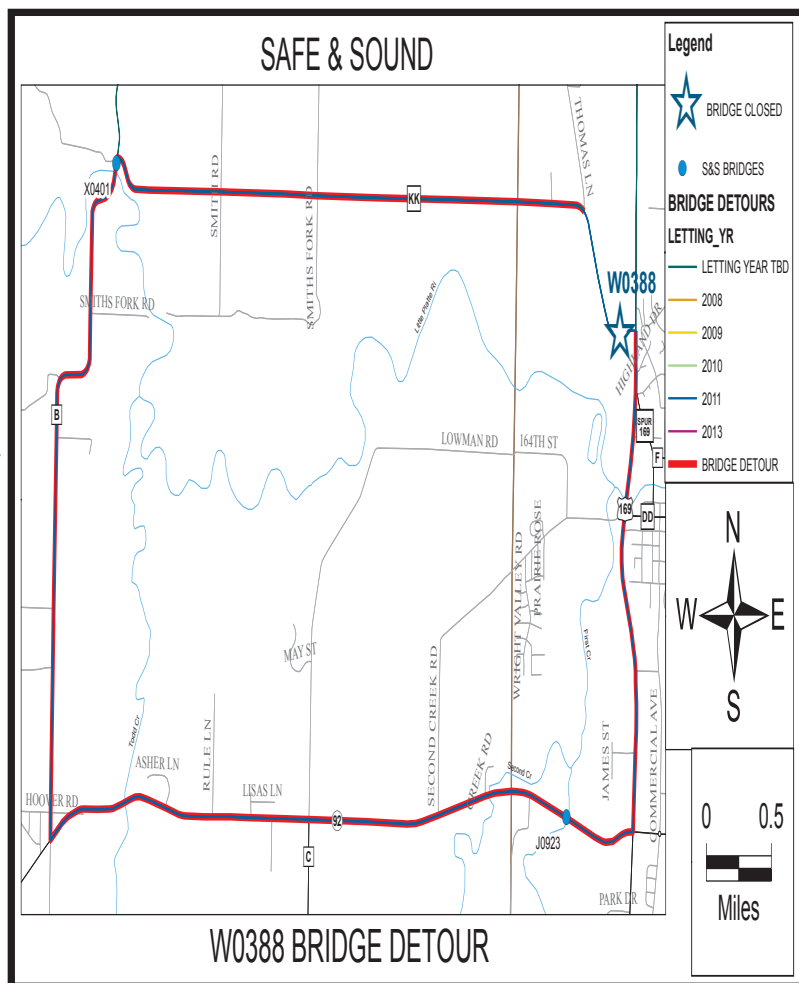 SAFE & SOUND
Legend
BRIDGE CLOSED
S&S BRIDGES
BRIDGE DETOURS
LETTING_YR
LETTING YEAR TBD
2008
2009
2010
2011
2013
BRIDGE DETOUR
THOMAS LN
X0401
SMITH RD
SMITHS FORK RD
KK
W0388
SMITHS FORK RD
Little Platte Ri
HIGHLAND DR
B
SPUR
169
LOWMAN RD
164TH ST
F
169
DD
WRIGHT VALLEY RD
PRAIRIE ROSE
N
W
E
S
MAY ST
SECOND CREEK RD
Todd Cr
ASHER LN
RULE LN
LISAS LN
CREEK RD
Second Cr
JAMES ST
COMMERCIAL AVE
HOOVER RD
92
J0923
C
PARK DR
0
0.5
Miles
W0388 BRIDGE DETOUR